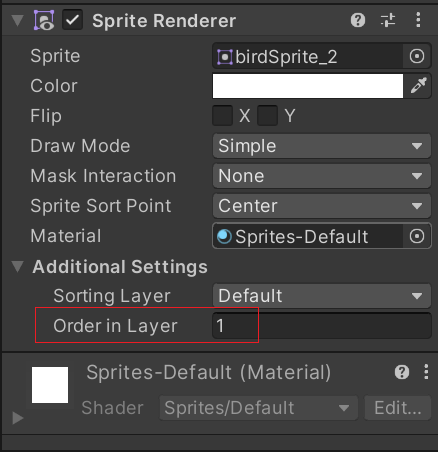 Sprite Renderer
Sprite birdSprite_2
Color
Flip X Y
Draw Mode Simple
Mask Interaction None
Sprite Sort Point Center
Material Sprites-Default
Additional Settings
Sorting Layer Default
Order in Layer 1
Sprites-Default (Material)
Shader Sprites/Default Edit...